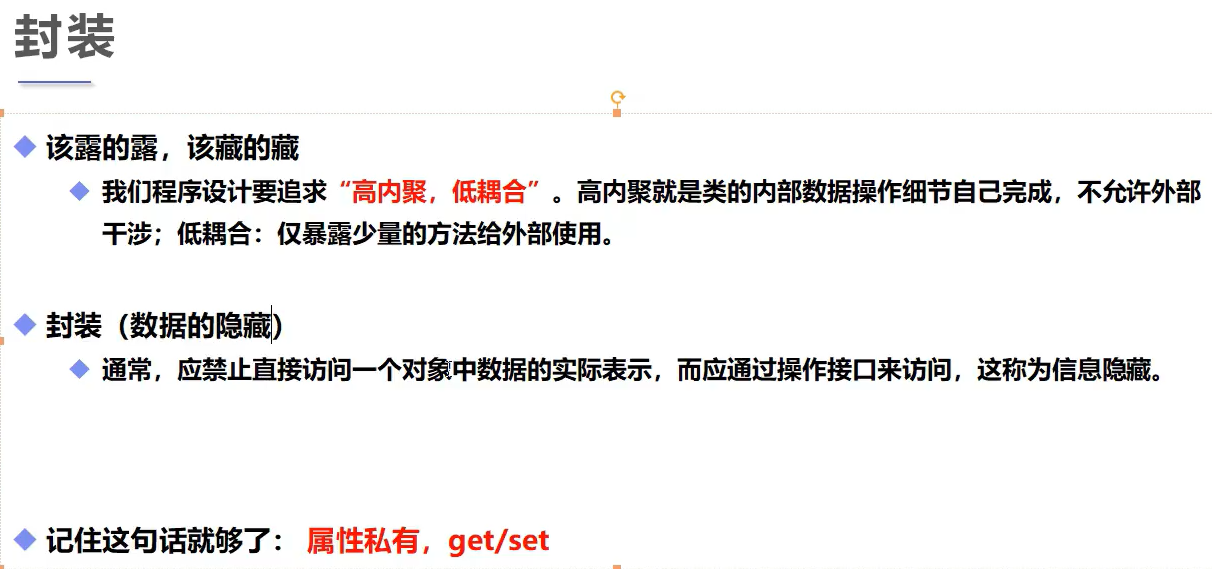 封装
该露的露，该藏的藏
我们程序设计要追求“高内聚，低耦合”。高内聚就是类的内部数据操作细节自己完成，不允许外部
干涉；低耦合：仅暴露少量的方法给外部使用。
封装（数据的隐藏）
通常，应禁止直接访问一个对象中数据的实际表示，而应通过操作接口来访问，这称为信息隐藏。
记住这句话就够了：属性私有，get/set